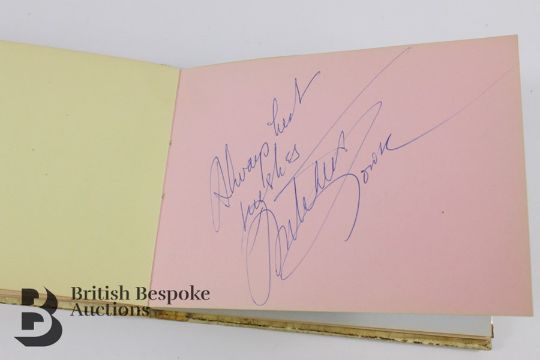 Always best
wishes
British Bespoke
Auctions